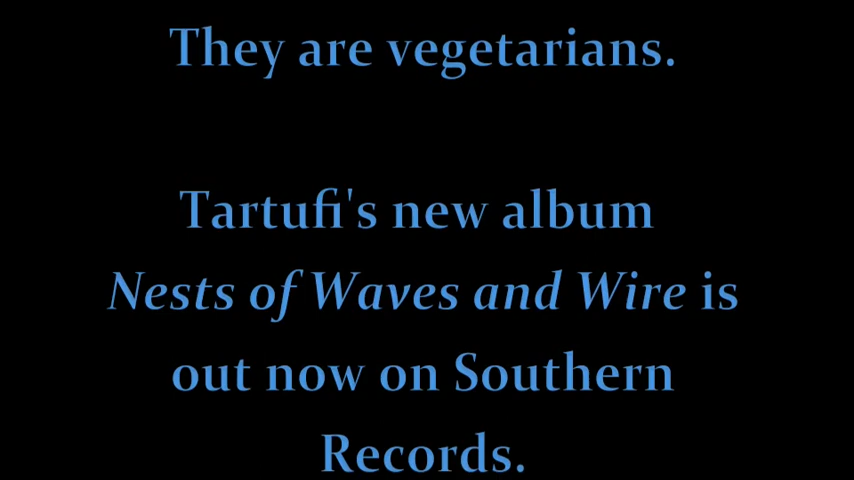 They are vegetarians.
Tartufi's new album
Nests of Waves and Wire is
out now on Southern
Records.